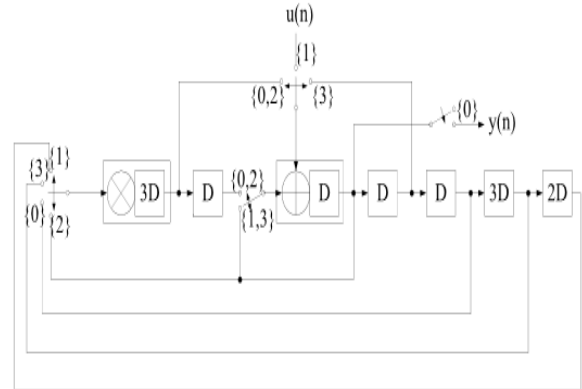 u(n)
{1}
{0,2}
{3}
{0}
y(n)
{3}
{1}
{0,2}
3D
D
D
D
D
3D
2D
{0}
{2}
{1,3}